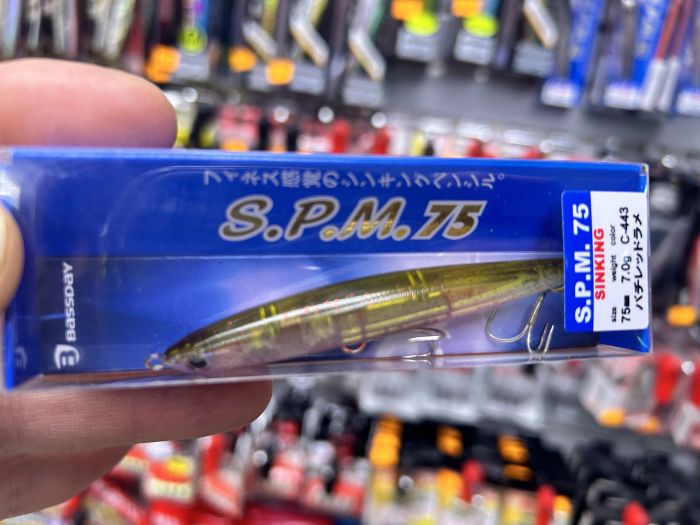 フィネス感覚のシンキングペンシル。
S.P.M. 75
BASSDAY
S.P.M. 75
SINKING
size weight color
75mm 7.0g C-443
バチレッドラメ